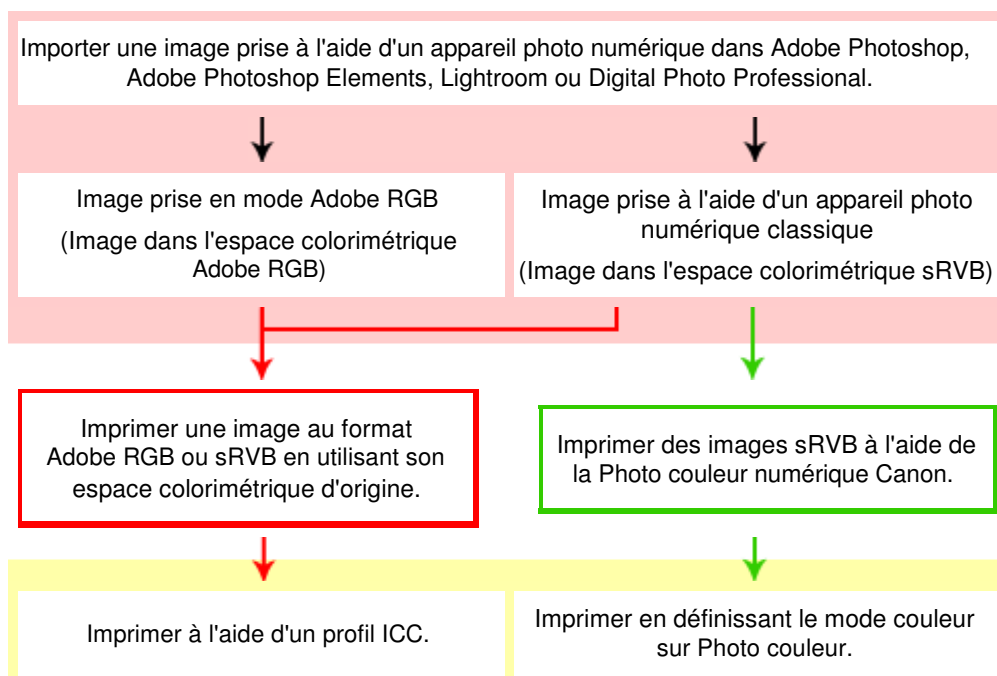 Importer une image prise à l'aide d'un appareil photo numérique dans Adobe Photoshop,
Adobe Photoshop Elements, Lightroom ou Digital Photo Professional.
Image prise en mode Adobe RGB
(Image dans l'espace colorimétrique
Adobe RGB)
Image prise à l'aide d'un appareil photo
numérique classique
(Image dans l'espace colorimétrique sRVB)
Imprimer une image au format
Adobe RGB ou sRVB en utilisant son
espace colorimétrique d'origine.
Imprimer des images sRVB à l'aide de
la Photo couleur numérique Canon.
Imprimer à l'aide d'un profil ICC.
Imprimer en définissant le mode couleur
sur Photo couleur.